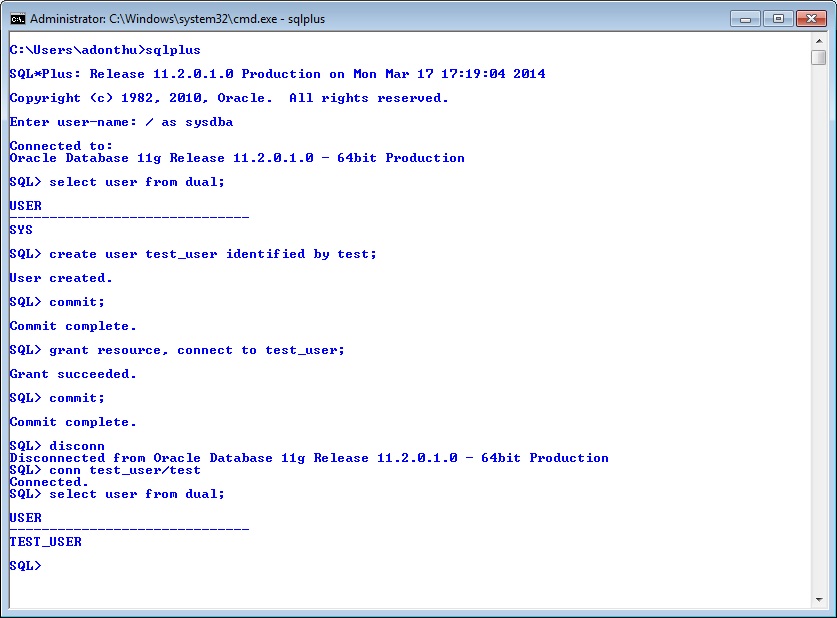 Administrator: C:\Windows\system32\cmd.exe - sqlplus
C:\Users\adonthu>sqlplus
SQL*Plus: Release 11.2.0.1.0 Production on Mon Mar 17 17:19:04 2014
Copyright (c) 1982, 2010, Oracle.  All rights reserved.
Enter user-name: / as sysdba
Connected to:
Oracle Database 11g Release 11.2.0.1.0 - 64bit Production
SQL> select user from dual;
USER
------------------------------
SYS
SQL> create user test_user identified by test;
User created.
SQL> commit;
Commit complete.
SQL> grant resource, connect to test_user;
Grant succeeded.
SQL> commit;
Commit complete.
SQL> disconn
Disconnected from Oracle Database 11g Release 11.2.0.1.0 - 64bit Production
SQL> conn test_user/test
Connected.
SQL> select user from dual;
USER
------------------------------
TEST_USER
SQL>